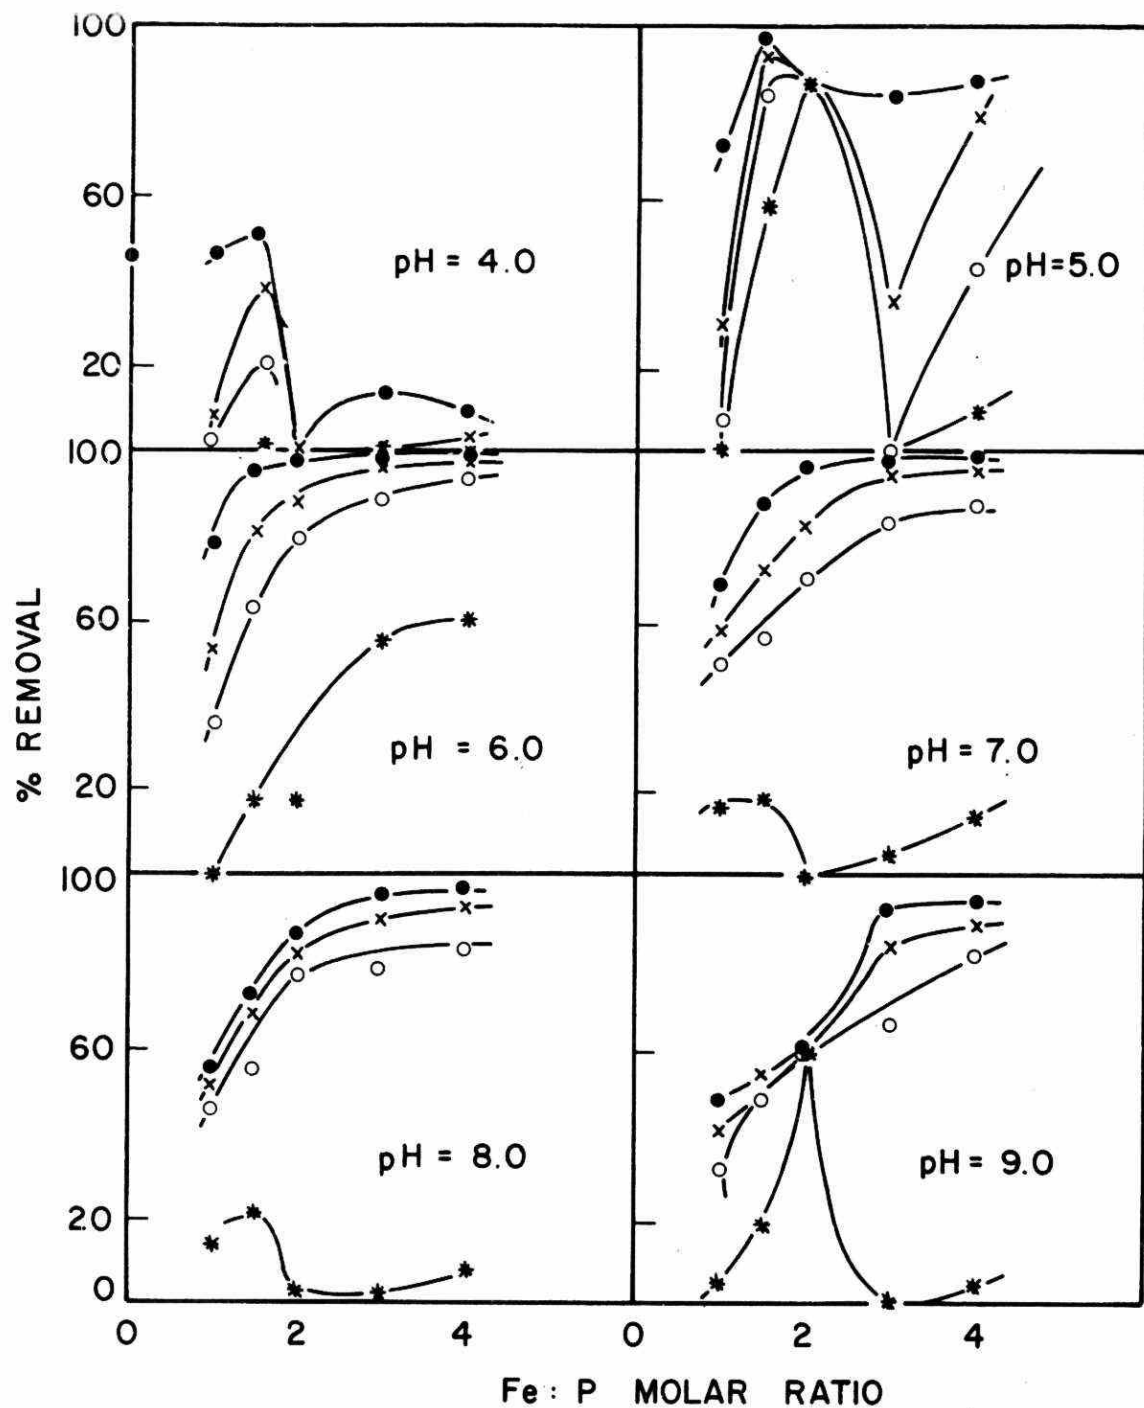 100
60
20
pH = 4.0
pH=5.0
100
60
20
pH = 6.0
pH= 7.0
100
60
20
0
pH = 8.0
pH= 9.0
0 2 4 0 2 4
% REMOVAL
Fe : P MOLAR RATIO